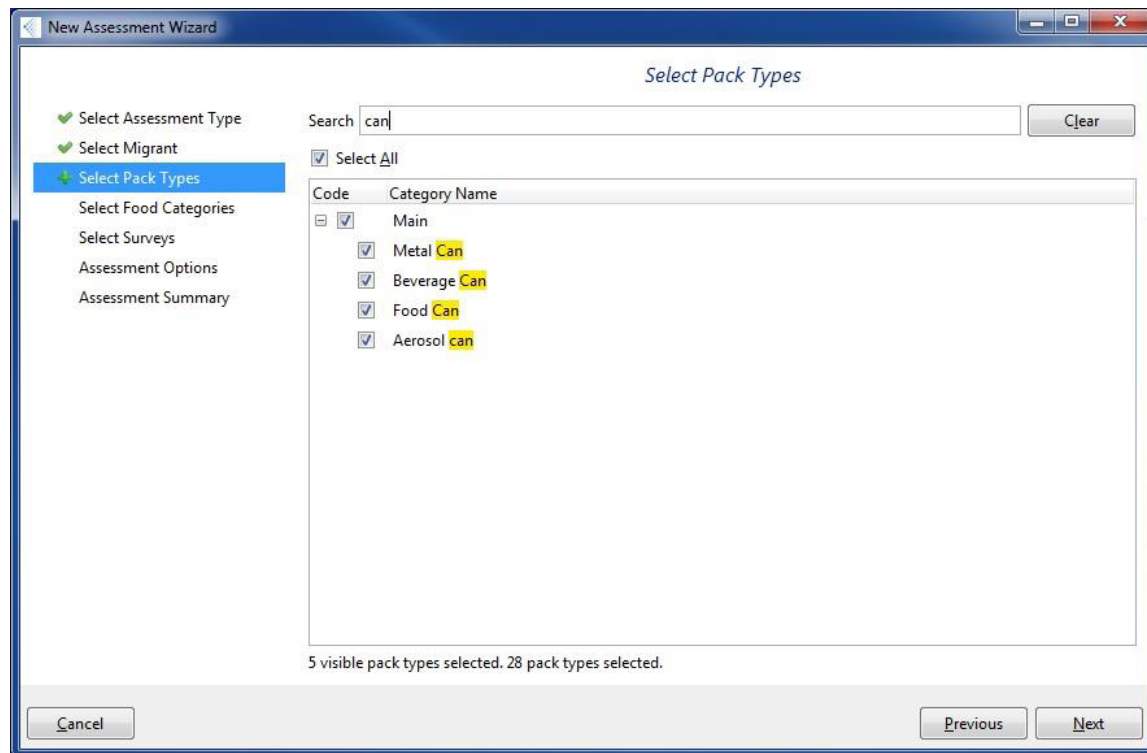 New Assessment Wizard
Select Pack Types
Select Assessment Type
Select Migrant
Select Pack Types
Select Food Categories
Select Surveys
Assessment Options
Assessment Summary
Search can Clear
Select All
Code Category Name
Main
Metal Can
Beverage Can
Food Can
Aerosol can
5 visible pack types selected. 28 pack types selected.
Cancel Previous Next